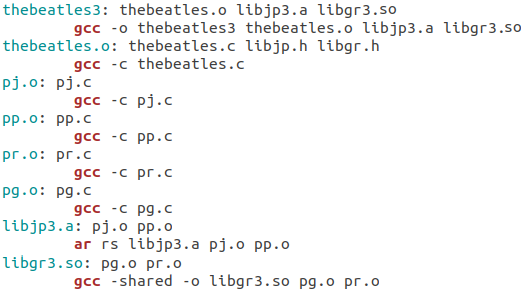 thebeatles3: thebeatles.o libjp3.a libgr3.so
gcc -o thebeatles3 thebeatles.o libjp3.a libgr3.so
thebeatles.o: thebeatles.c libjp.h libgr.h
gcc -c thebeatles.c
pj.o: pj.c
gcc -c pj.c
pp.o: pp.c
gcc -c pp.c
pr.o: pr.c
gcc -c pr.c
pg.o: pg.c
gcc -c pg.c
libjp3.a: pj.o pp.o
ar rs libjp3.a pj.o pp.o
libgr3.so: pg.o pr.o
gcc -shared -o libgr3.so pg.o pr.o